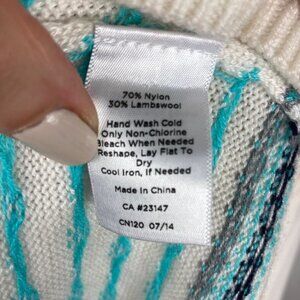 70% Nylon
30% Lambswool
Hand Wash Cold
Only Non-Chlorine
Bleach When Needed
Reshape, Lay Flat To
Dry
Cool Iron, If Needed
Made In China
CA #23147
CN120 07/14